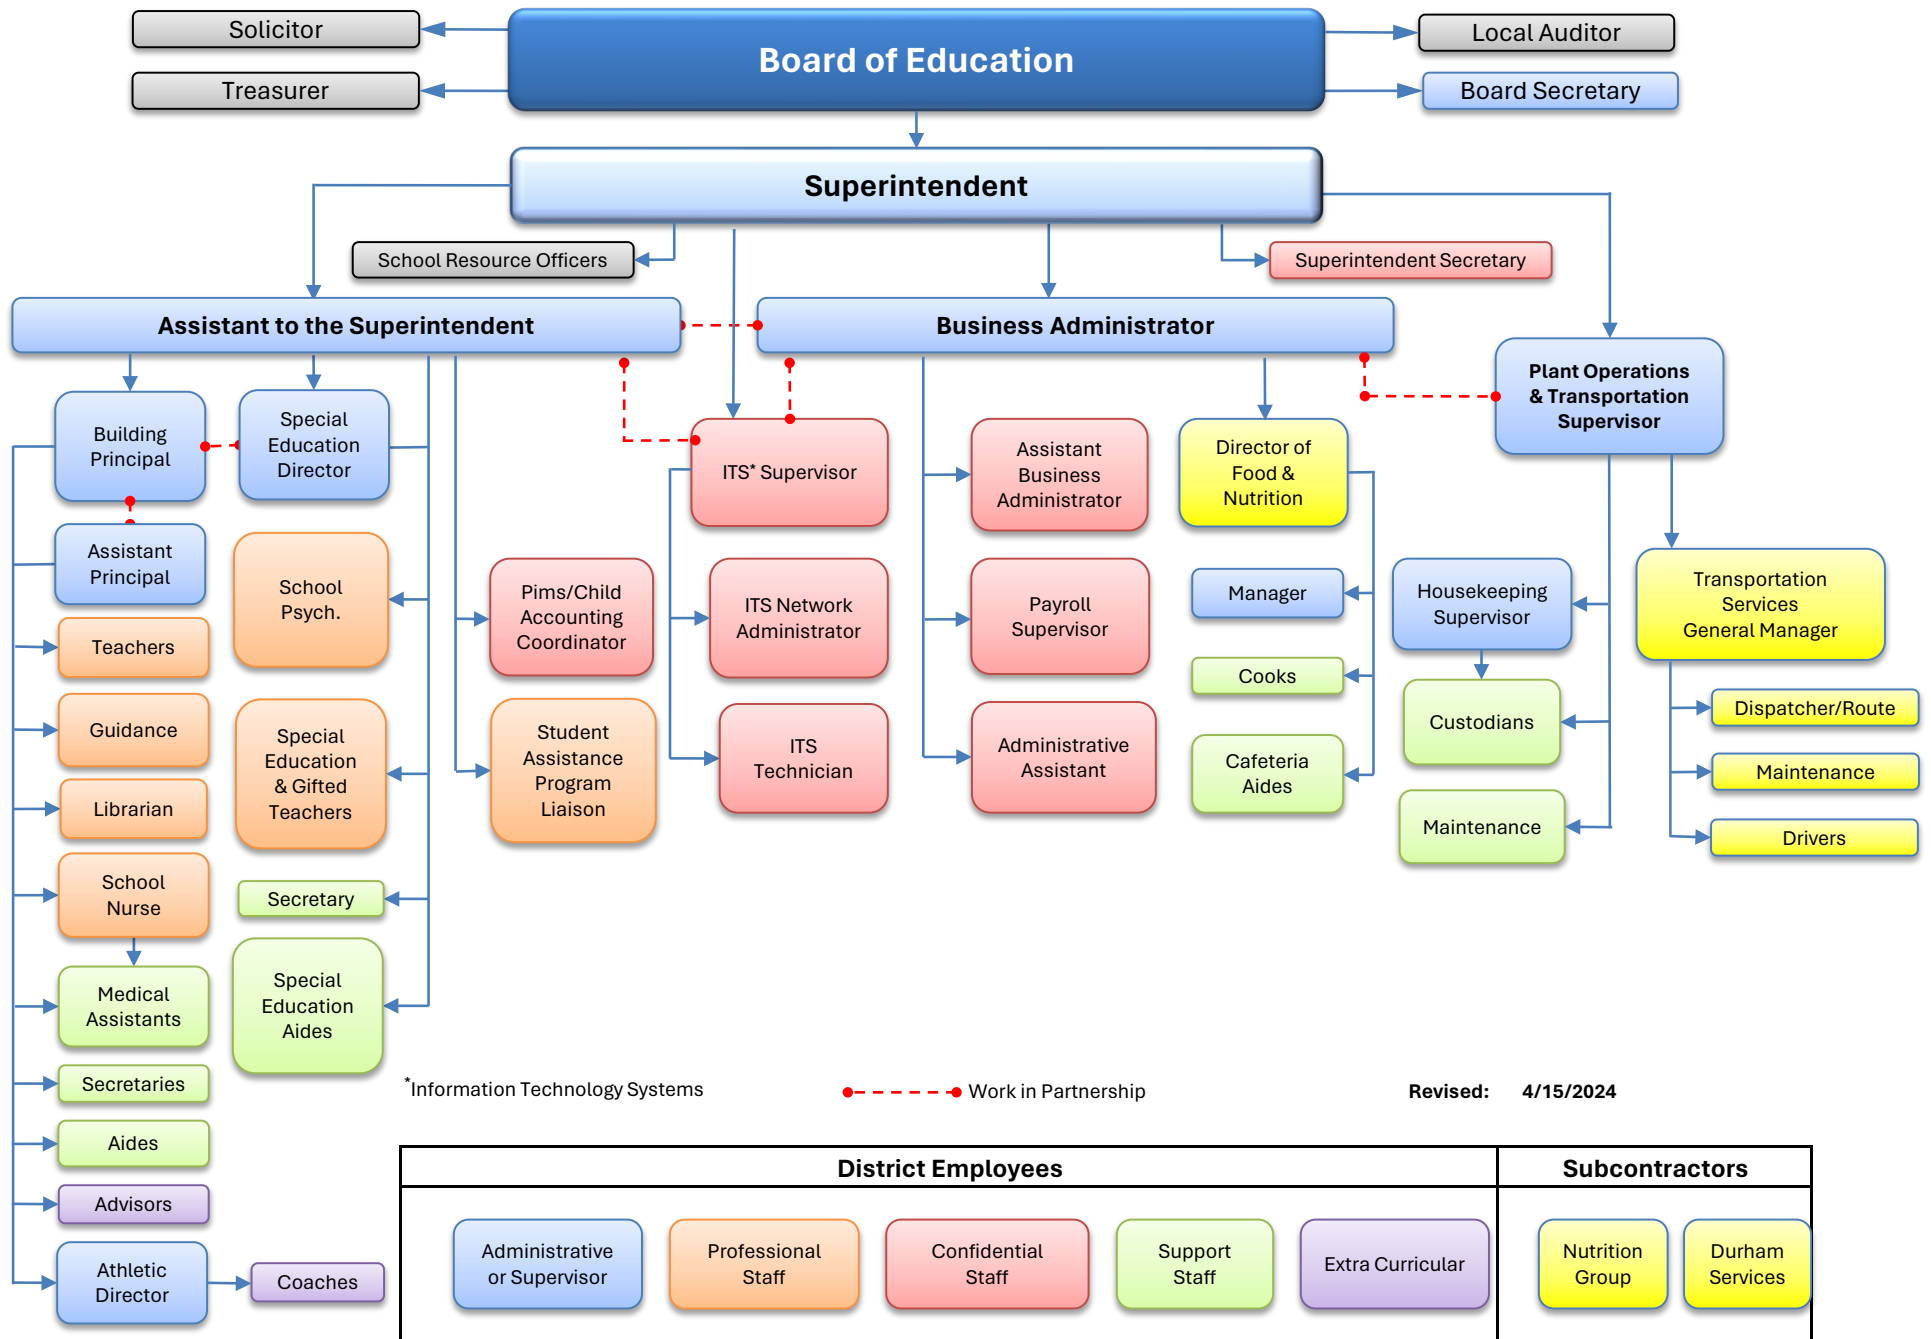 Solicitor
Board of Education
Local Auditor
Treasurer
Board Secretary
Superintendent
School Resource Officers
Superintendent Secretary
Assistant to the Superintendent
Business Administrator
Plant Operations
& Transportation
Supervisor
Building
Principal
Special
Education
Director
ITS* Supervisor
Assistant
Business
Administrator
Director of
Food &
Nutrition
Assistant
Principal
School
Psych.
Pims/Child
Accounting
Coordinator
ITS Network
Administrator
Payroll
Supervisor
Manager
Housekeeping
Supervisor
Transportation
Services
General Manager
Teachers
Cooks
Guidance
Special
Education
& Gifted
Teachers
Student
Assistance
Program
Liaison
ITS
Technician
Administrative
Assistant
Cafeteria
Aides
Custodians
Dispatcher/Route
Maintenance
Librarian
Maintenance
Drivers
School
Nurse
Secretary
Medical
Assistants
Special
Education
Aides
Secretaries
*Information Technology Systems
Work in Partnership
Revised: 4/15/2024
Aides
Advisors
Athletic
Director
Coaches
District Employees
Subcontractors
Administrative
or Supervisor
Professional
Staff
Confidential
Staff
Support
Staff
Extra Curricular
Nutrition
Group
Durham
Services